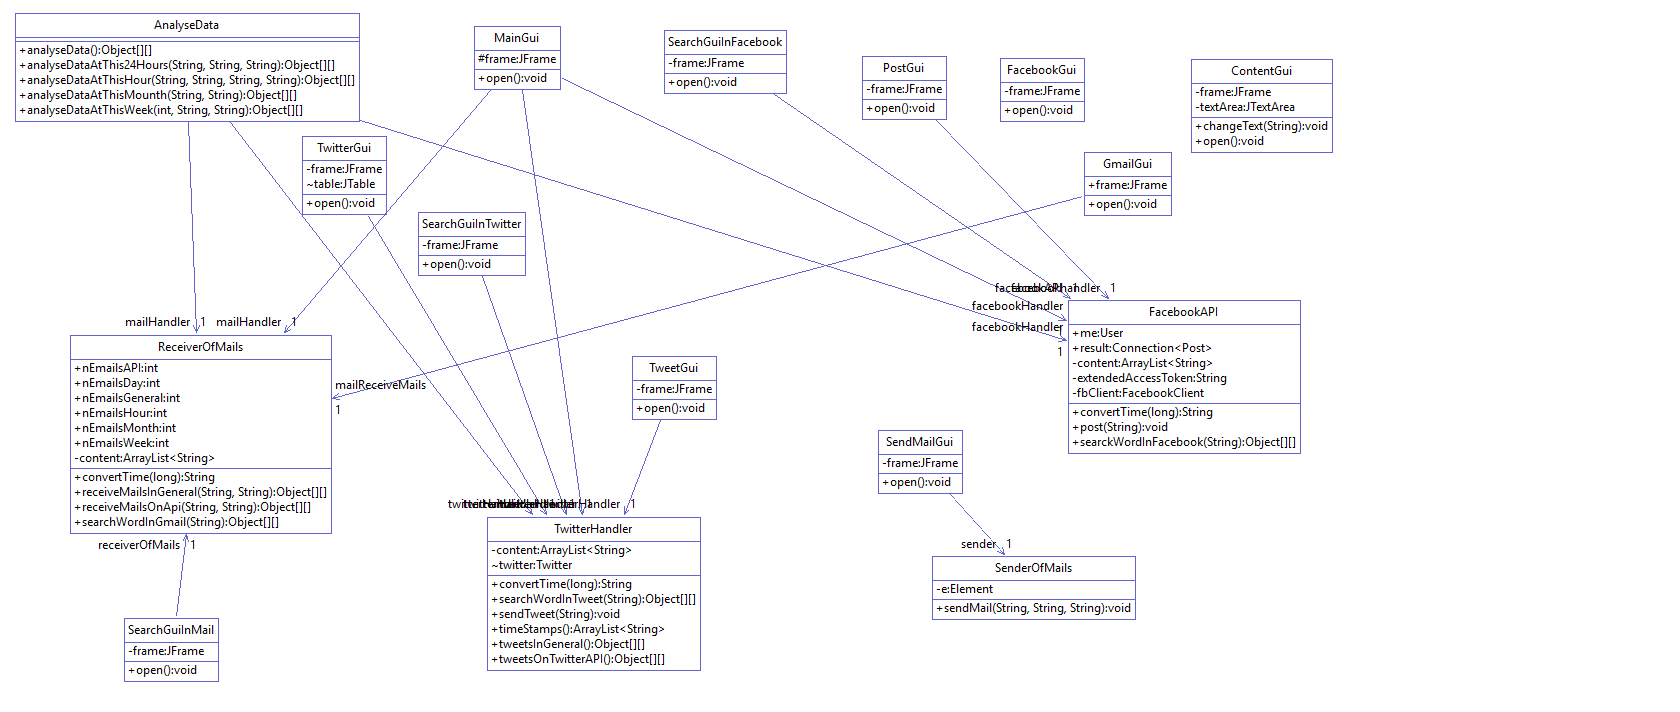 AnalyseData
+analyseData():Object[][]
+analyseDataAtThis24Hours(String, String, String):Object[][]
+analyseDataAtThisHour(String, String, String, String):Object[][]
+analyseDataAtThisMounth(String, String):Object[][]
+analyseDataAtThisWeek(int, String, String):Object[][]
MainGui
#frame:JFrame
+open():void
SearchGuiInFacebook
-frame:JFrame
+open():void
PostGui
-frame:JFrame
+open():void
FacebookGui
-frame:JFrame
+open():void
ContentGui
-frame:JFrame
-textArea:JTextArea
+changeText(String):void
+open():void
TwitterGui
-frame:JFrame
~table:JTable
+open():void
GmailGui
+frame:JFrame
+open():void
SearchGuiInTwitter
-frame:JFrame
+open():void
1
facebookHandler
facebookHandler
1
mailHandler 1
mailHandler 1
ReceiverOfMails
+nEmailsAPI:int
+nEmailsDay:int
+nEmailsGeneral:int
+nEmailsHour:int
+nEmailsMonth:int
+nEmailsWeek:int
-content:ArrayList<String>
+convertTime(long):String
+receiveMailsInGeneral(String, String):Object[][]
+receiveMailsOnApi(String, String):Object[][]
+searchWordInGmail(String):Object[][]
mailReceiveMails
1
FacebookAPI
+me:User
+result:Connection<Post>
-content:ArrayList<String>
-extendedAccessToken:String
-fbClient:FacebookClient
+convertTime(long):String
+post(String):void
+searckWordInFacebook(String):Object[][]
TweetGui
-frame:JFrame
+open():void
SendMailGui
-frame:JFrame
+open():void
1
TwitterHandler
-content:ArrayList<String>
~twitter:Twitter
+convertTime(long):String
+searchWordInTweet(String):Object[][]
+sendTweet(String):void
+timeStamps():ArrayList<String>
+tweetsInGeneral():Object[][]
+tweetsOnTwitterAPI():Object[][]
sender 1
SenderOfMails
-e:Element
+sendMail(String, String, String):void
receiverOfMails 1
SearchGuiInMail
-frame:JFrame
+open():void